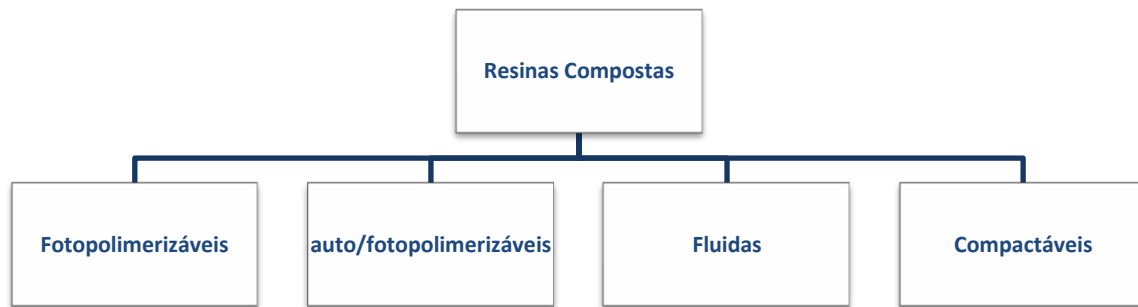 Resinas Compostas
Fotopolimerizáveis
auto/fotopolimerizáveis
Fluidas
Compactáveis